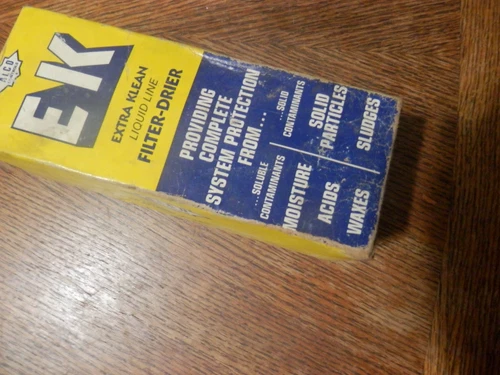 ALCO
EK
EXTRA KLEAN
LIQUID LINE
FILTER-DRIER
PROVIDING
COMPLETE
SYSTEM PROTECTION
FROM...
...SOLUBLE
CONTAMINANTS
MOISTURE
ACIDS
WAXES
...SOLID
CONTAMINANTS
SOLID
PARTICLES
SLUDGES